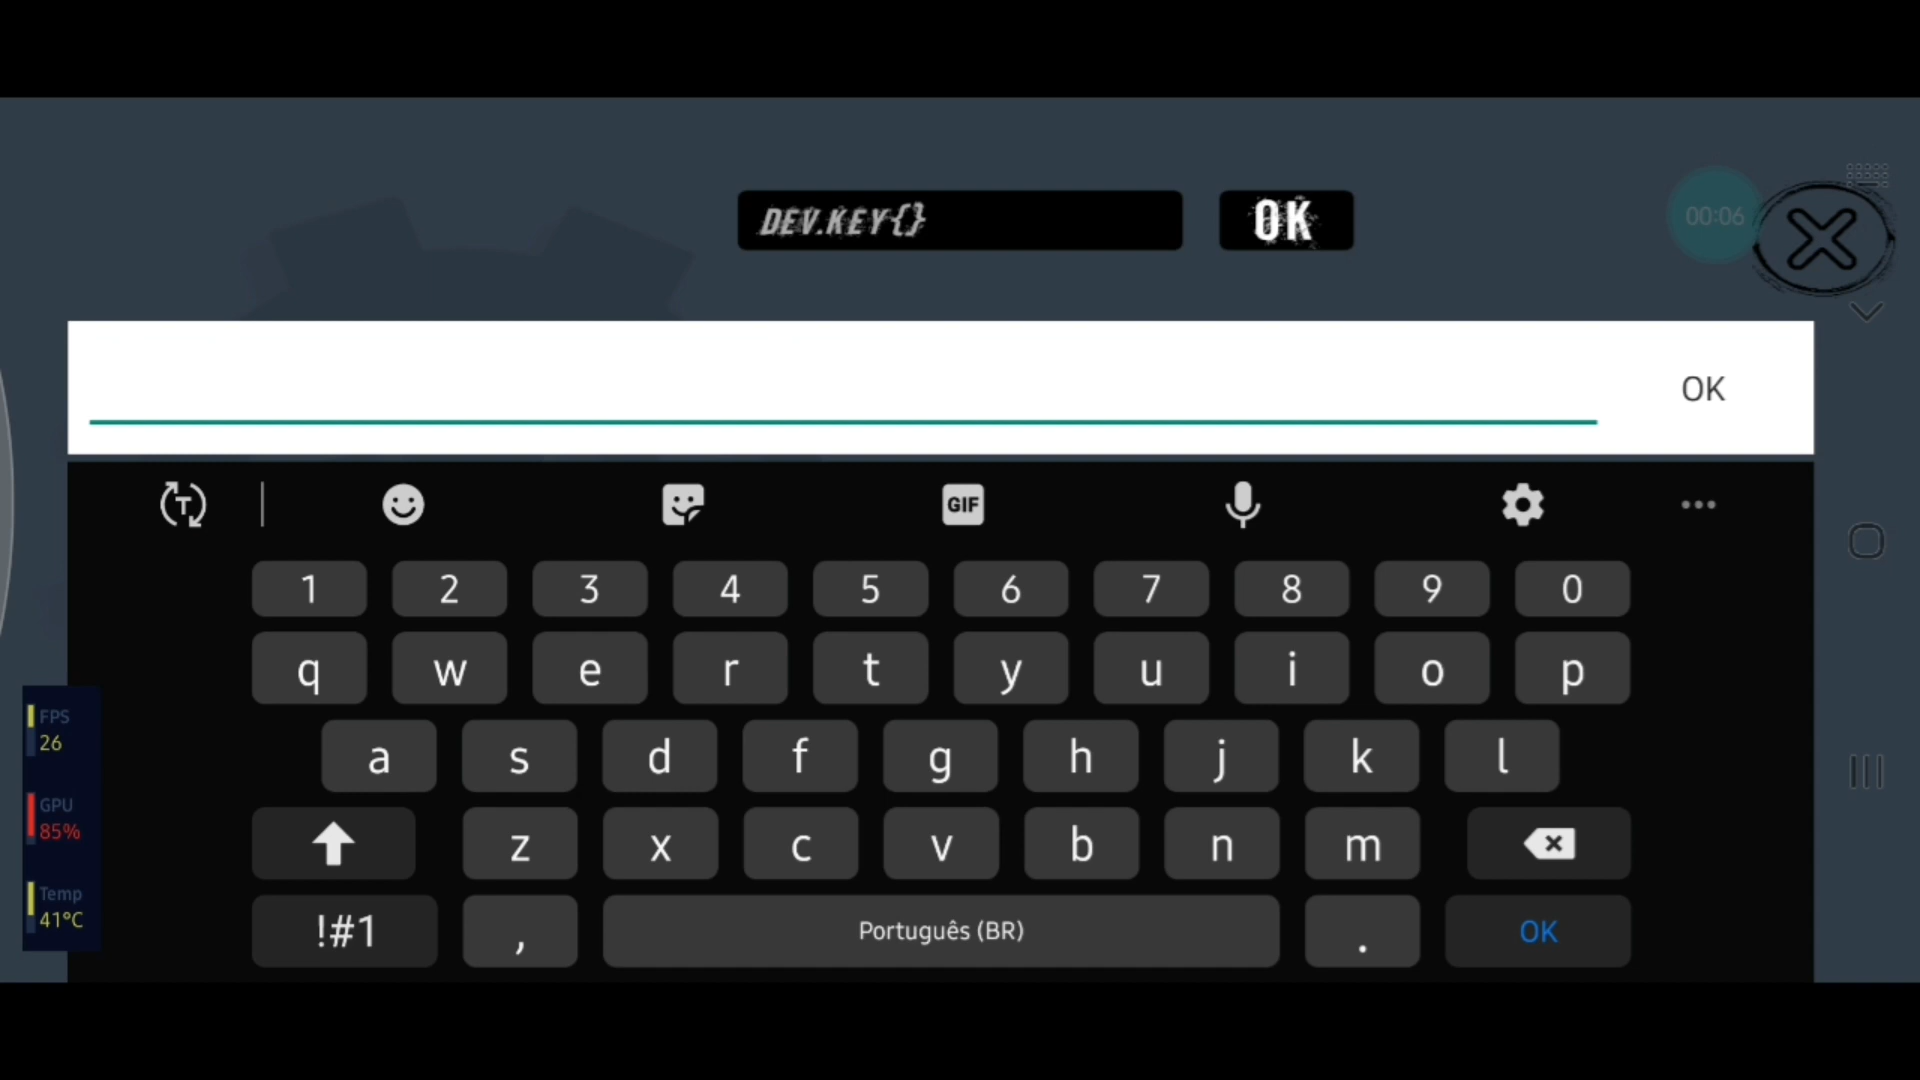 DEV.KEY{}
OK
00:06
OK
T
GIF
1 2 3 4 5 6 7 8 9 0
q w e r t y u i o p
a s d f g h j k l
z x c v b n m
!#1 , Português (BR) . OK
FPS
26
GPU
85%
Temp
41°C